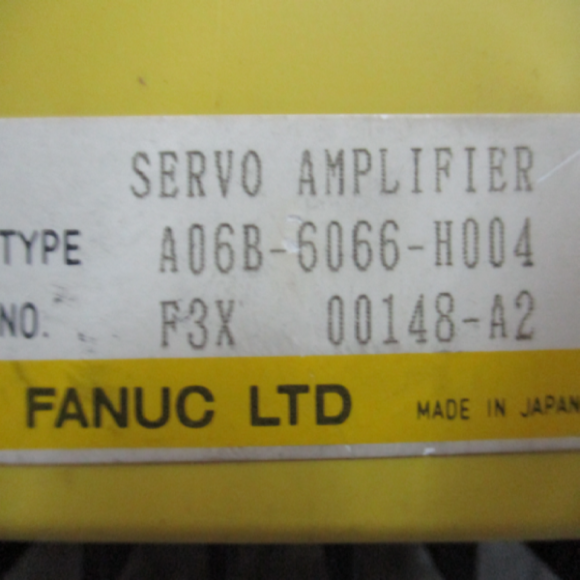 SERVO AMPLIFIER
TYPE A06B-6066-H004
NO. F3X 00148-A2
FANUC LTD MADE IN JAPAN